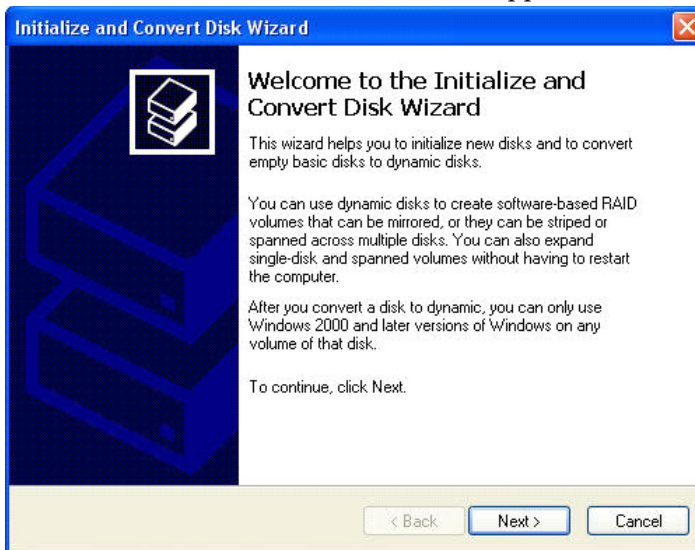 Initialize and Convert Disk Wizard
Welcome to the Initialize and
Convert Disk Wizard
This wizard helps you to initialize new disks and to convert
empty basic disks to dynamic disks.
You can use dynamic disks to create software-based RAID
volumes that can be mirrored, or they can be striped or
spanned across multiple disks. You can also expand
single-disk and spanned volumes without having to restart
the computer.
After you convert a disk to dynamic, you can only use
Windows 2000 and later versions of Windows on any
volume of that disk.
To continue, click Next.
< Back Next > Cancel